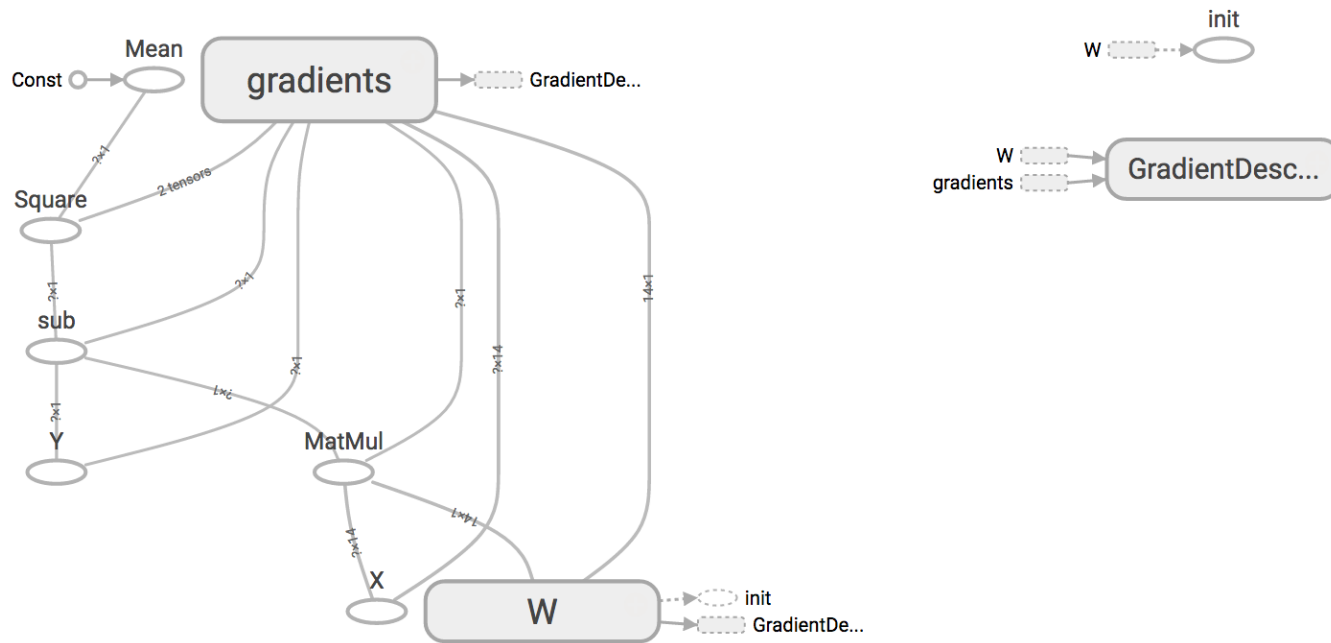 Mean
init
Const
gradients
GradientDe...
W
?×1
2 tensors
W
gradients
GradientDesc...
Square
?×1
?×1
?×1
14×1
sub
?×1
?×14
?×1
?×1
Y
MatMul
?×14
14×1
X
W
init
GradientDe...